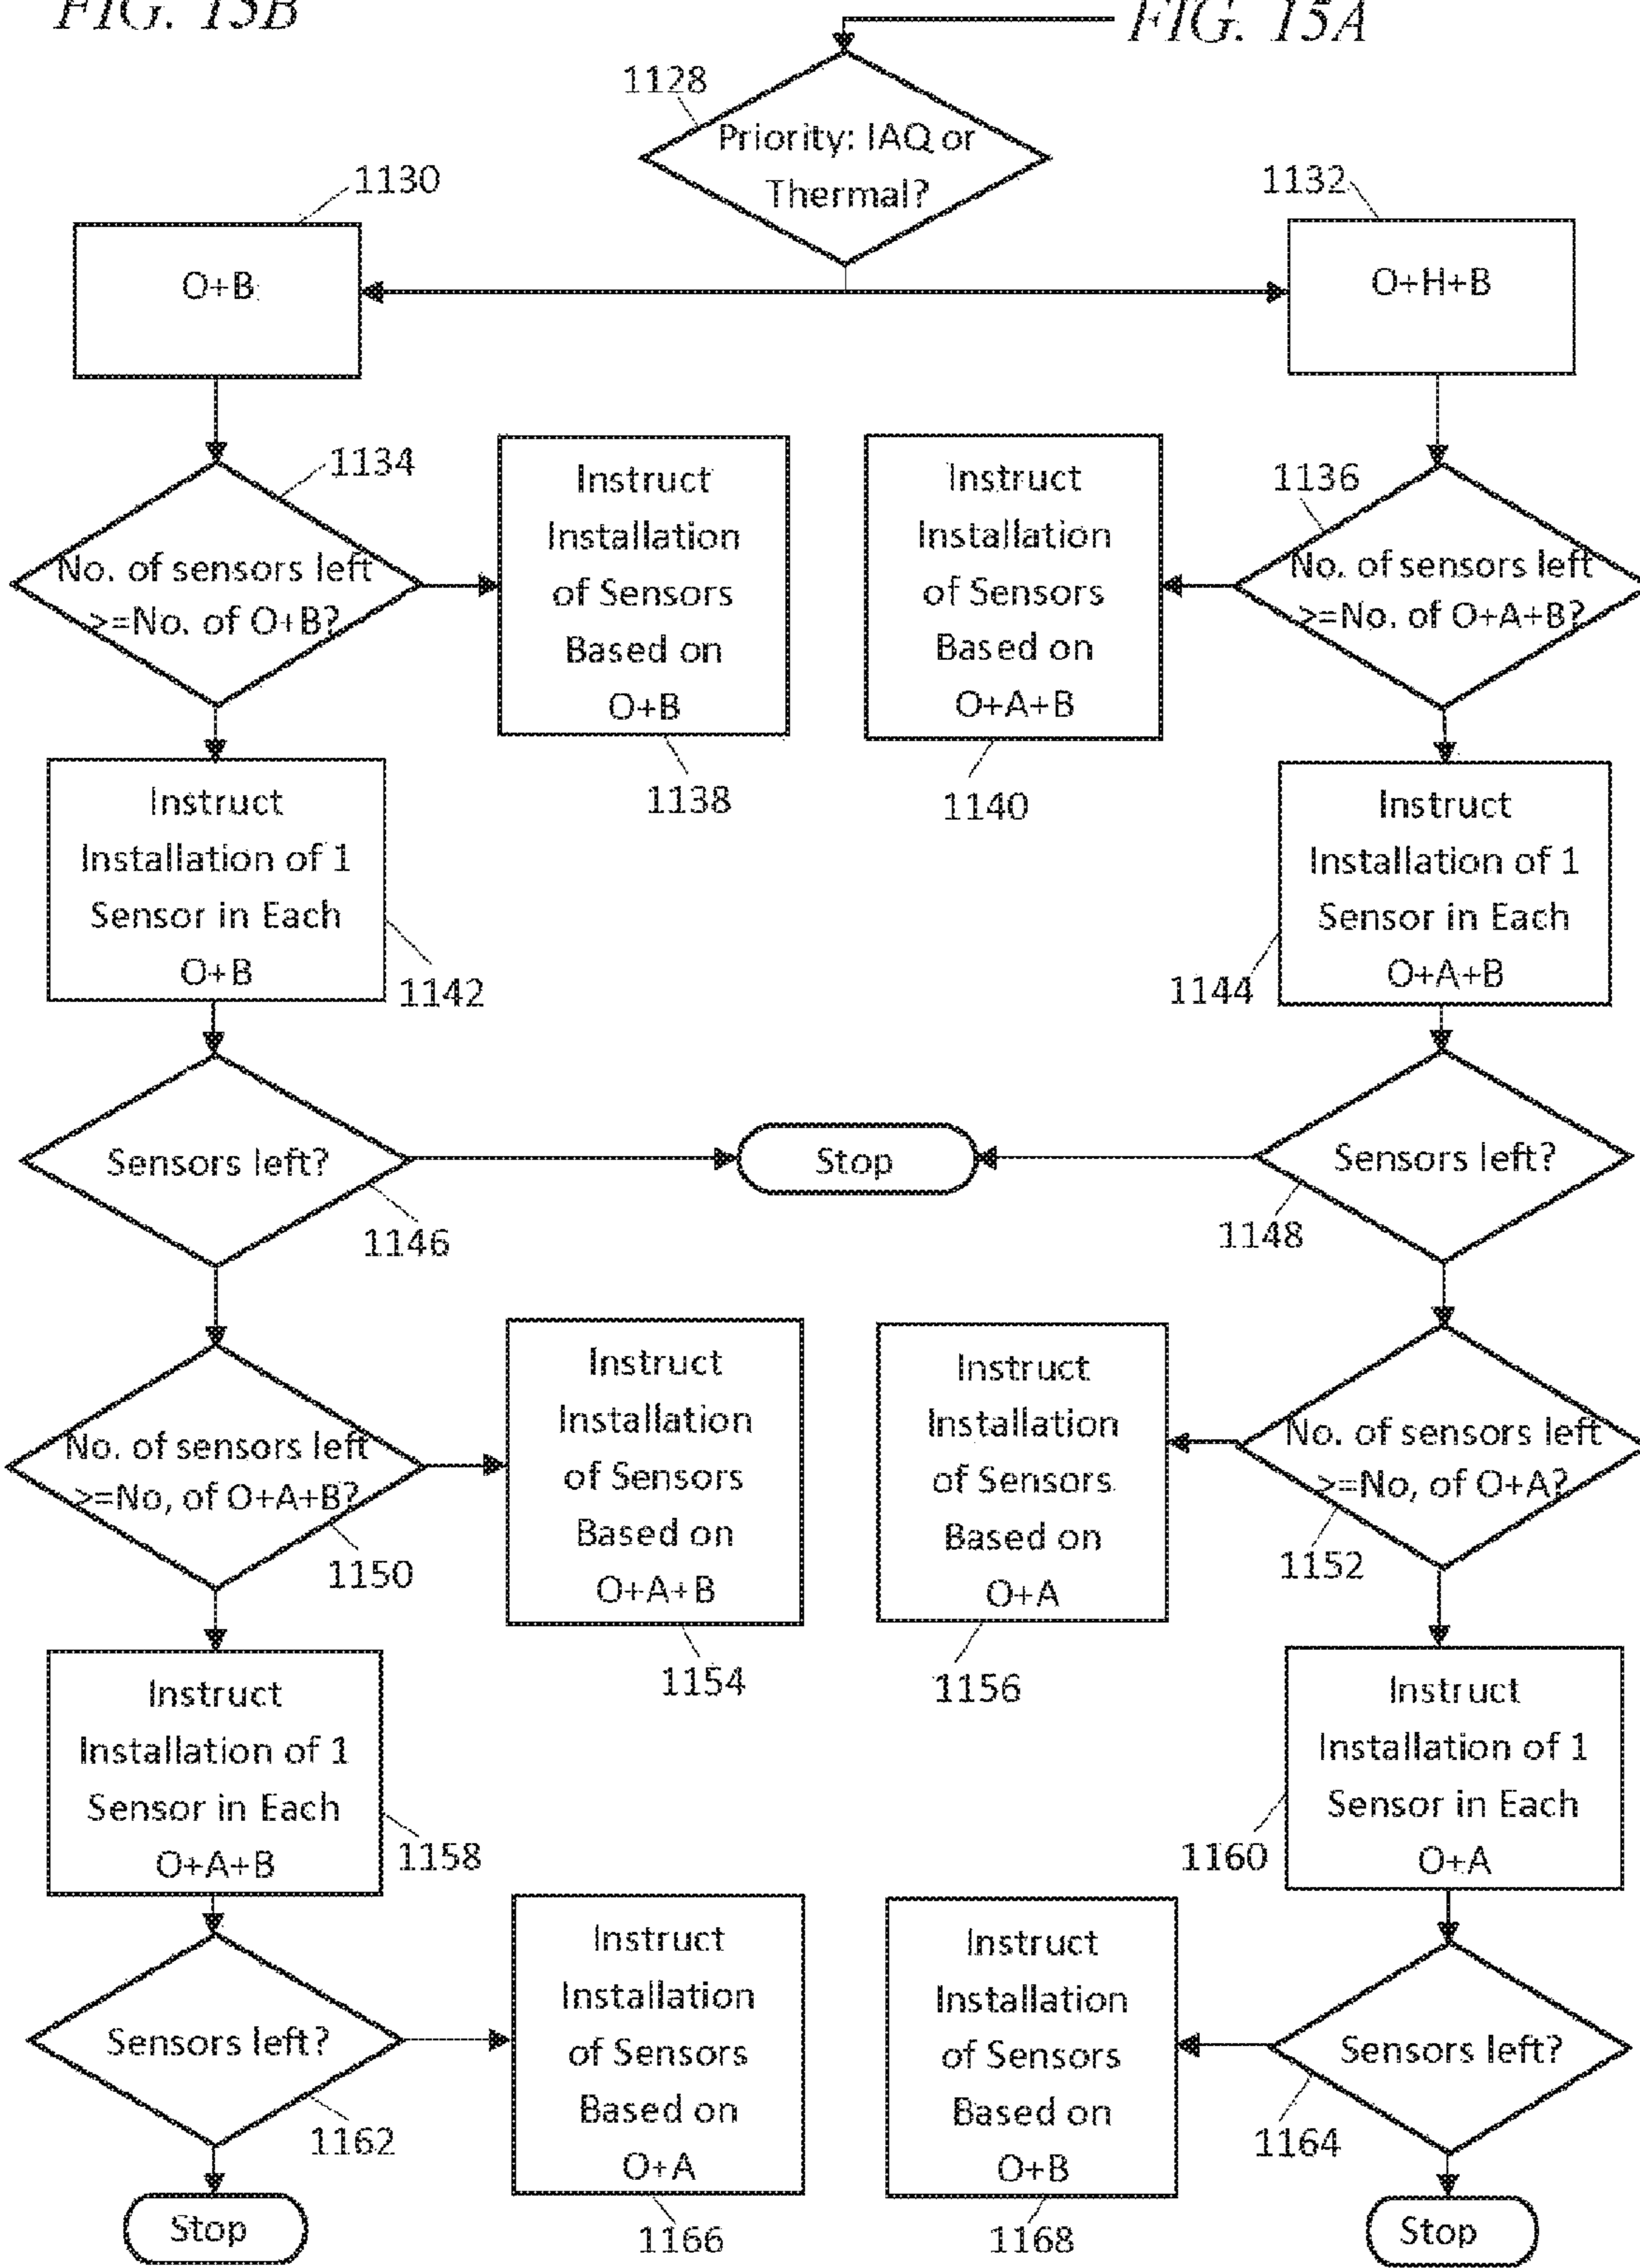 FIG. 15B
FIG. 15A
1128
Priority: IAQ or
Thermal?
1130
1132
O+B
O+H+B
1134
No. of sensors left
>=No. of O+B?
Instruct
Installation
of Sensors
Based on
O+B
1138
Instruct
Installation
of Sensors
Based on
O+A+B
1140
1136
No. of sensors left
>=No. of O+A+B?
Instruct
Installation of 1
Sensor in Each
O+B
1142
Instruct
Installation of 1
Sensor in Each
O+A+B
1144
Sensors left?
1146
Stop
Sensors left?
1148
No. of sensors left
>=No, of O+A+B?
1150
Instruct
Installation
of Sensors
Based on
O+A+B
1154
Instruct
Installation
of Sensors
Based on
O+A
1156
No. of sensors left
>=No, of O+A?
1152
Instruct
Installation of 1
Sensor in Each
O+A+B
1158
Instruct
Installation of 1
Sensor in Each
O+A
1160
Sensors left?
1162
Instruct
Installation
of Sensors
Based on
O+A
1166
Instruct
Installation
of Sensors
Based on
O+B
1168
Sensors left?
1164
Stop
Stop